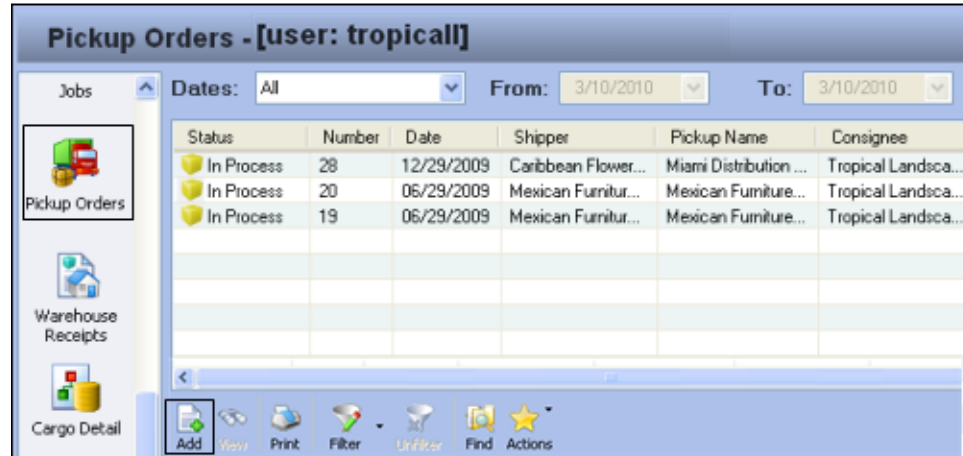 Pickup Orders - [user: tropicall]
Jobs
Dates: All From: 3/10/2010 To: 3/10/2010
Status Number Date Shipper Pickup Name Consignee
In Process 28 12/29/2009 Caribbean Flower... Miami Distribution ... Tropical Landsca...
In Process 20 06/29/2009 Mexican Furnitur... Mexican Furniture... Tropical Landsca...
In Process 19 06/29/2009 Mexican Furnitur... Mexican Furniture... Tropical Landsca...
Pickup Orders
Warehouse
Receipts
Cargo Detail
Add View Print Filter Unfilter Find Actions